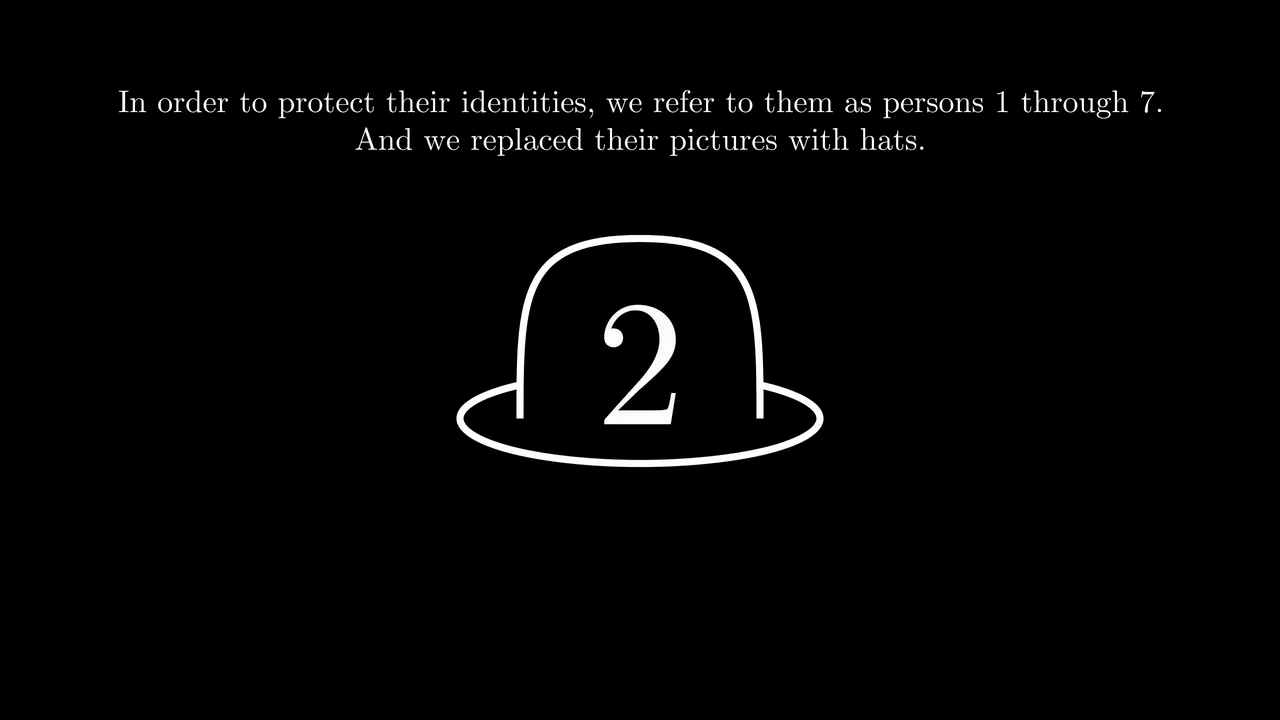 In order to protect their identities, we refer to them as persons 1 through 7.
And we replaced their pictures with hats.
2